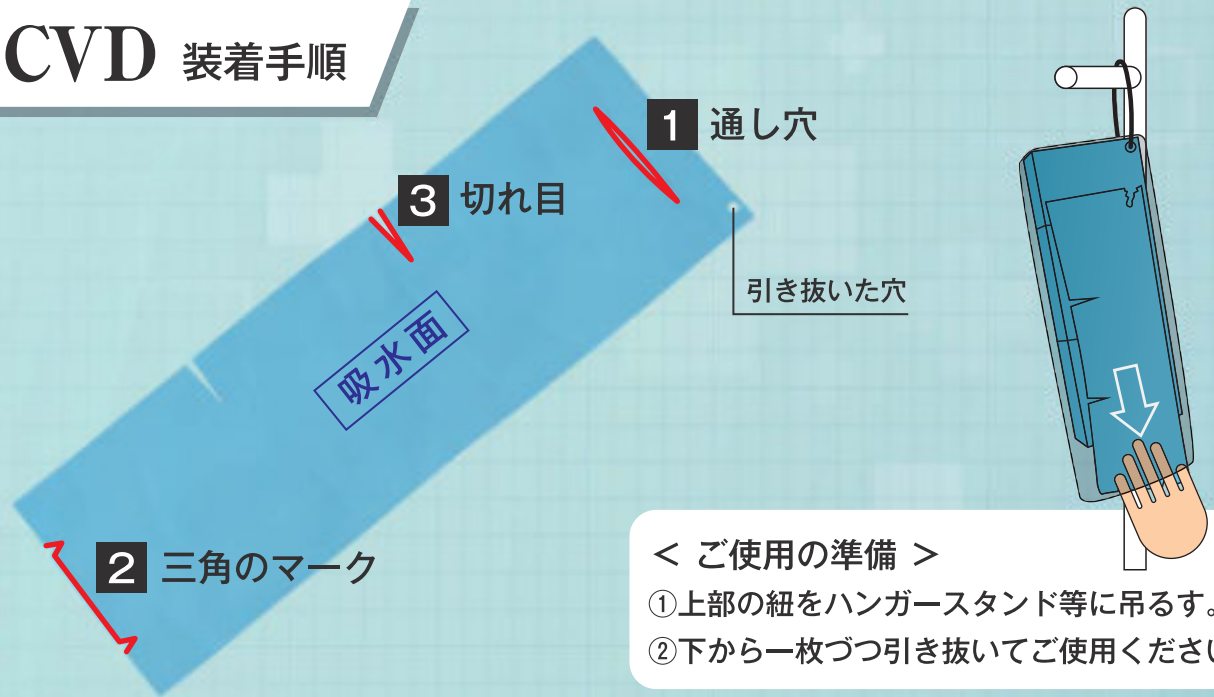 CVD 装着手順
1 通し穴
3 切れ目
引き抜いた穴
吸水面
2 三角のマーク
＜ ご使用の準備 ＞
①上部の紐をハンガースタンド等に吊るす。
②下から一枚づつ引き抜いてご使用くださ